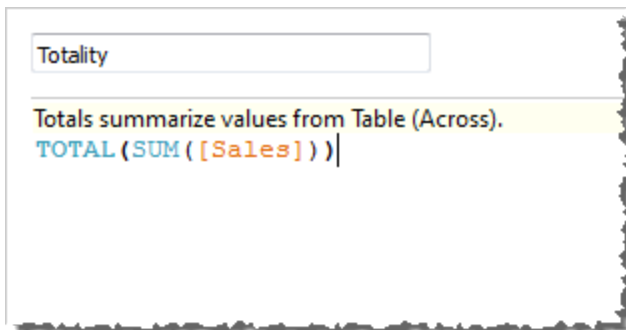 Totality
Totals summarize values from Table (Across).
TOTAL(SUM([Sales]))